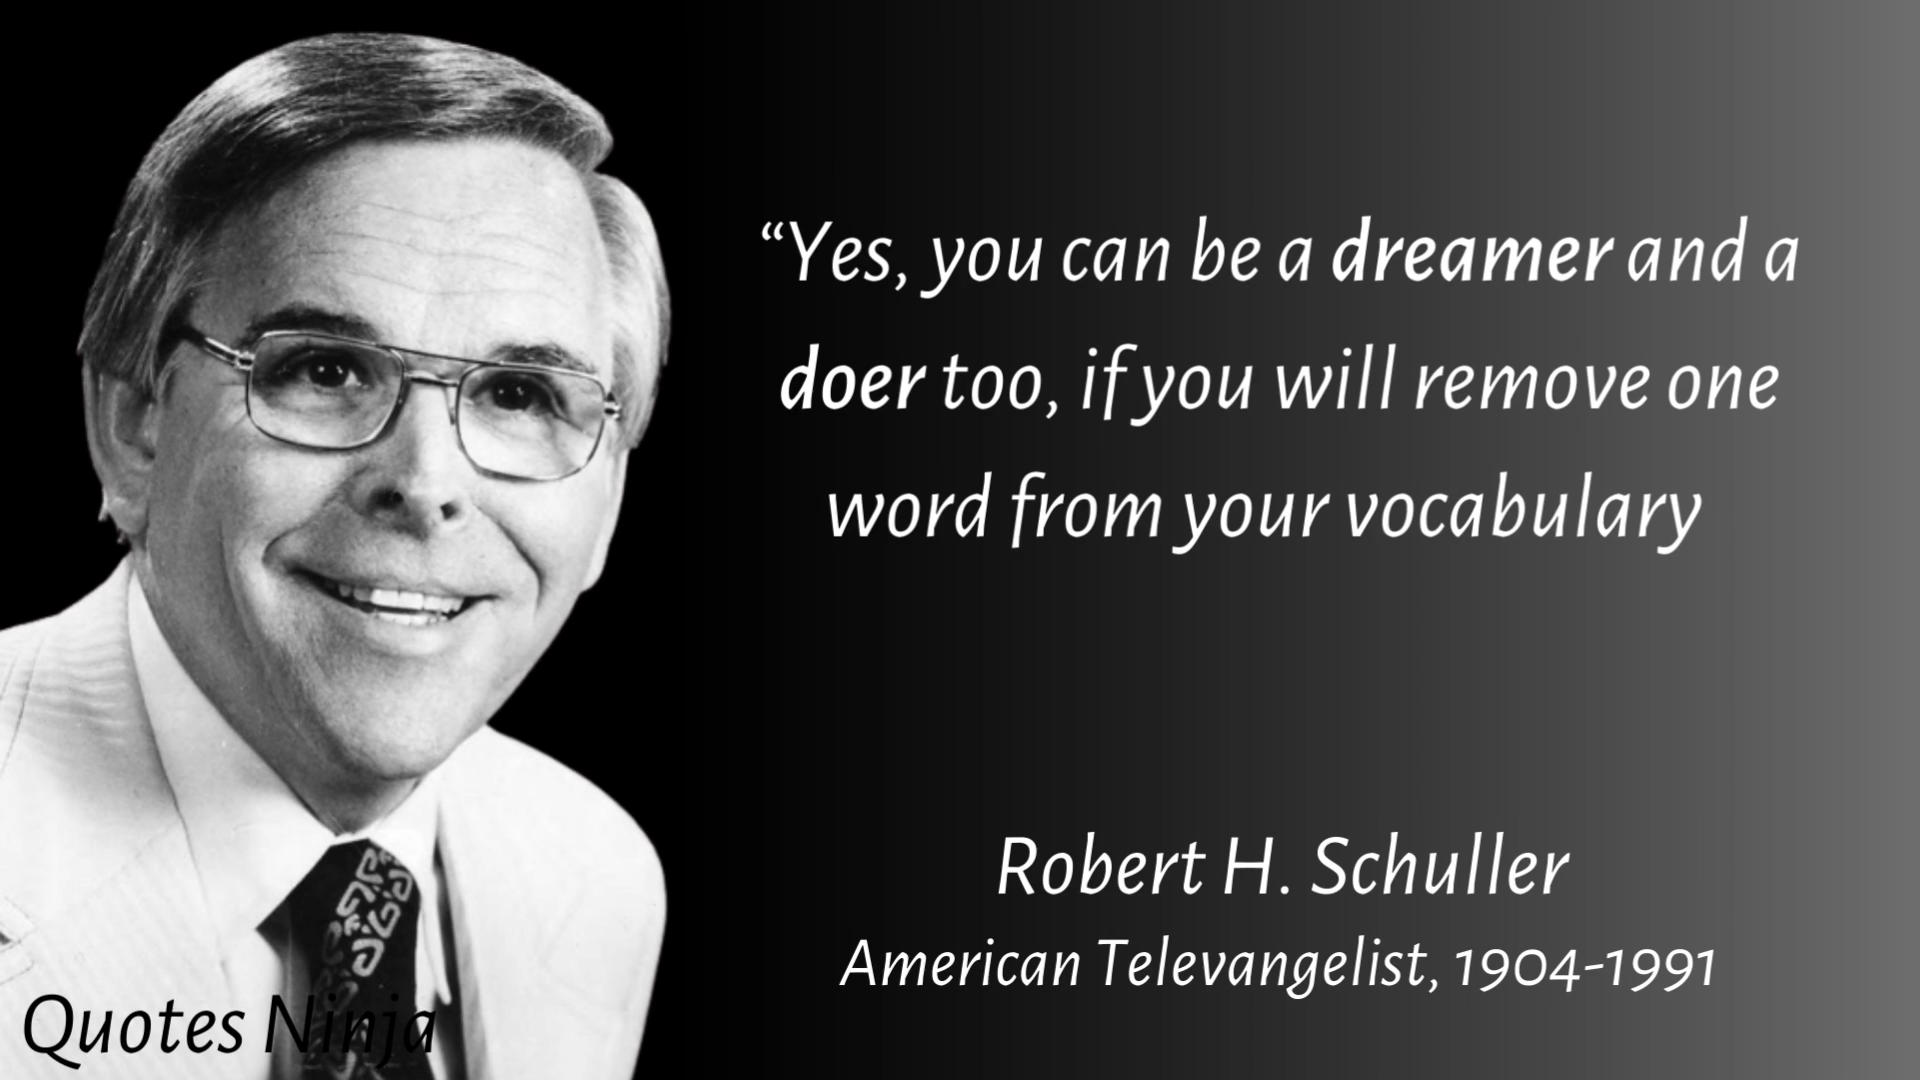 “Yes, you can be a dreamer and a
doer too, if you will remove one
word from your vocabulary
Robert H. Schuller
American Televangelist, 1904-1991
Quotes Ninja